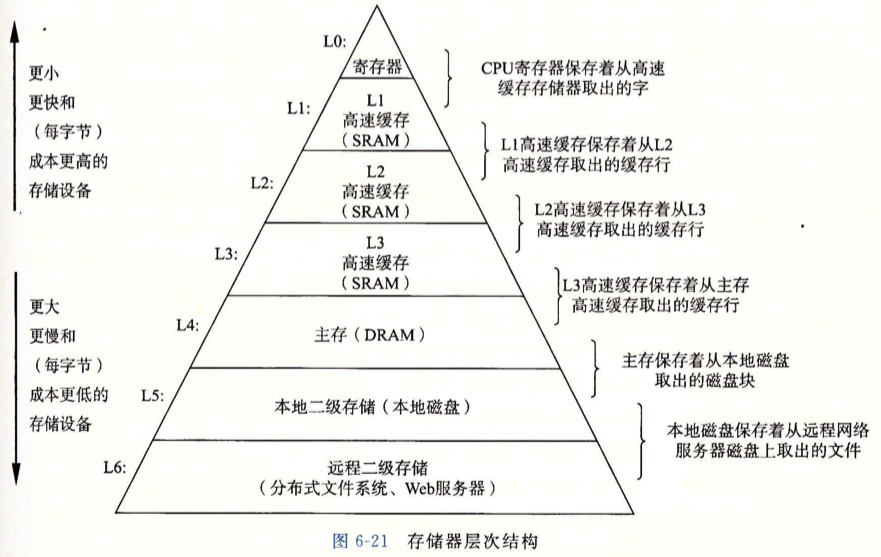 更小
更快和
（每字节）
成本更高的
存储设备
更大
更慢和
（每字节）
成本更低的
存储设备
L0:
寄存器
L1:
L1
高速缓存
（SRAM）
L2:
L2
高速缓存
（SRAM）
L3:
L3
高速缓存
（SRAM）
L4:
主存（DRAM）
L5:
本地二级存储（本地磁盘）
L6:
远程二级存储
（分布式文件系统、Web服务器）
CPU寄存器保存着从高速
缓存存储器取出的字
L1高速缓存保存着从L2
高速缓存取出的缓存行
L2高速缓存保存着从L3
高速缓存取出的缓存行
L3高速缓存保存着从主存
高速缓存取出的缓存行
主存保存着从本地磁盘
取出的磁盘块
本地磁盘保存着从远程网络
服务器磁盘上取出的文件
图 6-21 存储器层次结构